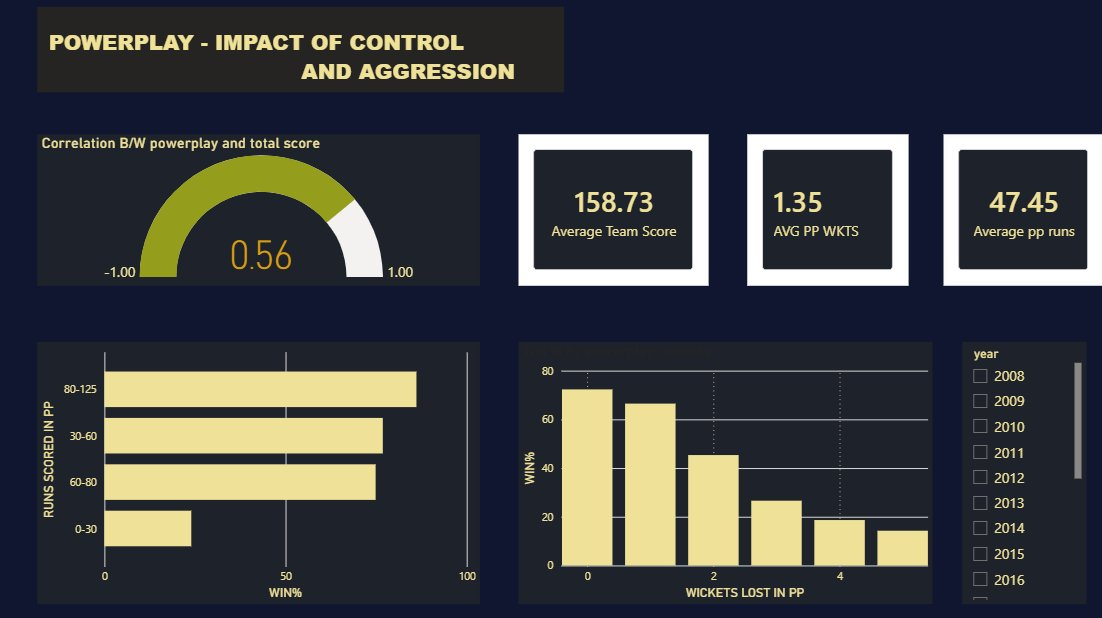 POWERPLAY - IMPACT OF CONTROL
AND AGGRESSION
Correlation B/W powerplay and total score
0.56
-1.00
1.00
158.73
Average Team Score
1.35
AVG PP WKTS
47.45
Average pp runs
RUNS SCORED IN PP
80-125
30-60
60-80
0-30
0
50
100
WIN%
WIN%
80
60
40
20
0
0
2
4
WICKETS LOST IN PP
year
2008
2009
2010
2011
2012
2013
2014
2015
2016